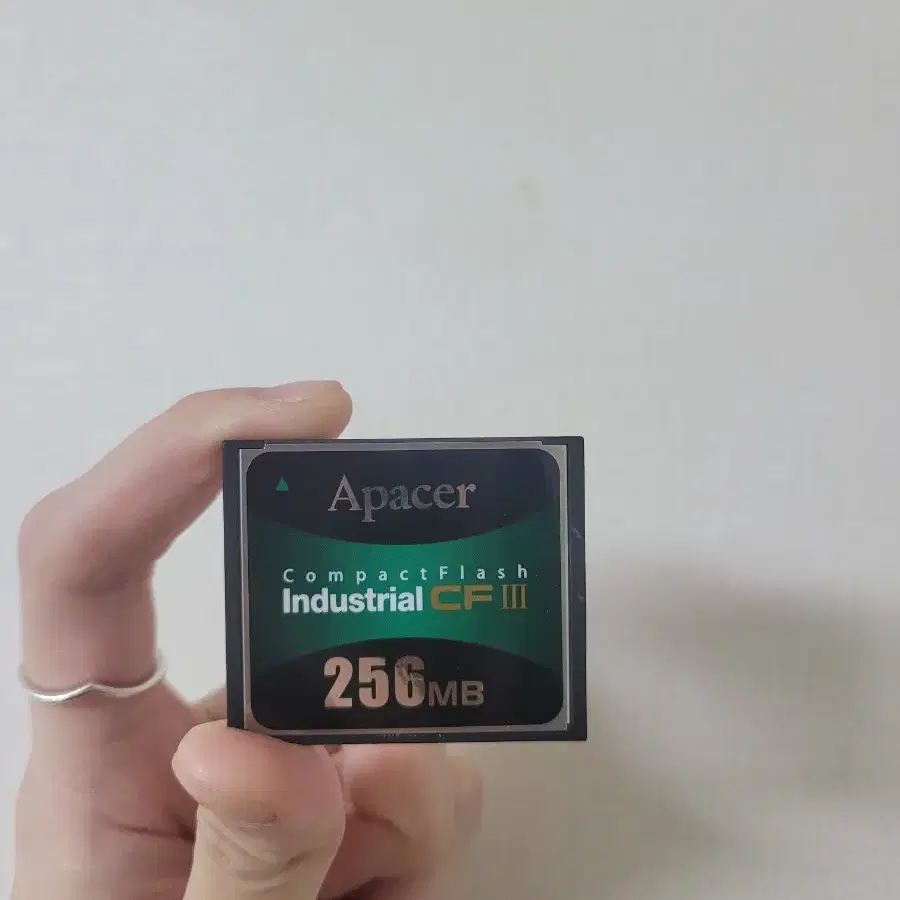 Apacer
CompactFlash
Industrial CF III
256MB